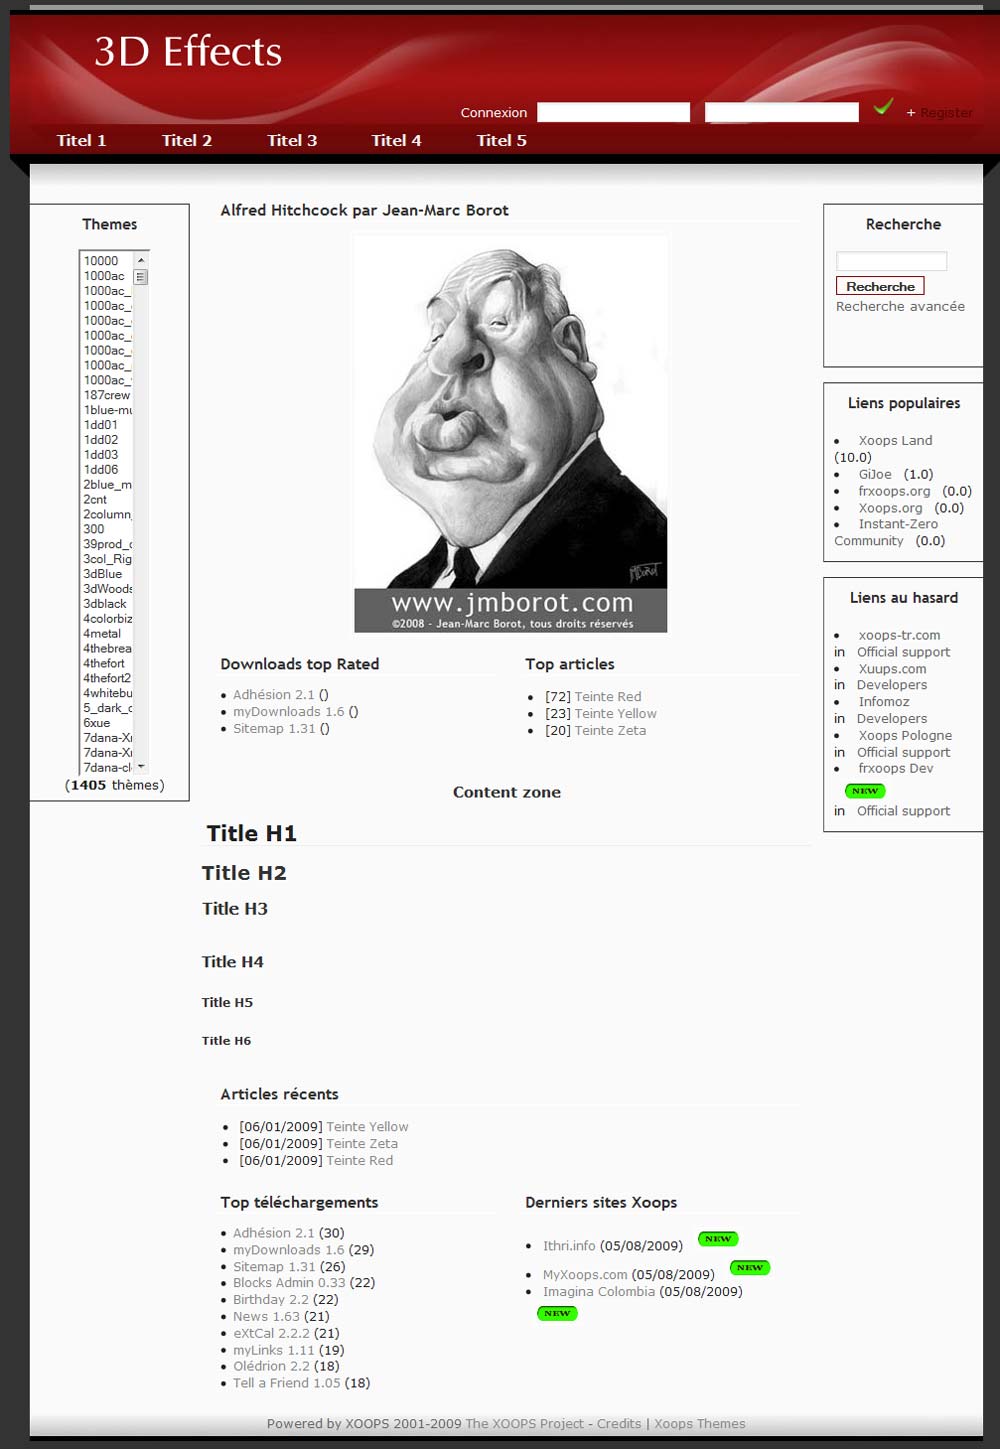 3D Effects
Connexion
+ Register
Titel 1
Titel 2
Titel 3
Titel 4
Titel 5
Themes
10000
1000ac
1000ac_
1000ac_
1000ac_
1000ac_
1000ac_
1000ac_
1000ac_
187crew
1blue-mu
1dd01
1dd02
1dd03
1dd06
2blue_m
2cnt
2column_
300
39prod_c
3col_Rig
3dBlue
3dWoods
3dblack
4colorbiz
4metal
4thebrea
4thefort
4thefort2
4whitebu
5_dark_c
6xue
7dana-Xr
7dana-Xr
7dana-cl
(1405 thèmes)
Alfred Hitchcock par Jean-Marc Borot
www.jmborot.com
©2008 - Jean-Marc Borot, tous droits réservés
Downloads top Rated
Adhésion 2.1 ()
myDownloads 1.6 ()
Sitemap 1.31 ()
Top articles
[72] Teinte Red
[23] Teinte Yellow
[20] Teinte Zeta
Content zone
Title H1
Title H2
Title H3
Title H4
Title H5
Title H6
Articles récents
[06/01/2009] Teinte Yellow
[06/01/2009] Teinte Zeta
[06/01/2009] Teinte Red
Top téléchargements
Adhésion 2.1 (30)
myDownloads 1.6 (29)
Sitemap 1.31 (26)
Blocks Admin 0.33 (22)
Birthday 2.2 (22)
News 1.63 (21)
eXtCal 2.2.2 (21)
myLinks 1.11 (19)
Olédrion 2.2 (18)
Tell a Friend 1.05 (18)
Derniers sites Xoops
Ithri.info (05/08/2009) NEW
MyXoops.com (05/08/2009) NEW
Imagina Colombia (05/08/2009)
NEW
Recherche
Recherche
Recherche avancée
Liens populaires
Xoops Land
(10.0)
GiJoe (1.0)
frxoops.org (0.0)
Xoops.org (0.0)
Instant-Zero
Community (0.0)
Liens au hasard
xoops-tr.com
in Official support
Xuups.com
in Developers
Infomoz
in Developers
Xoops Pologne
in Official support
frxoops Dev
NEW
in Official support
Powered by XOOPS 2001-2009 The XOOPS Project - Credits | Xoops Themes